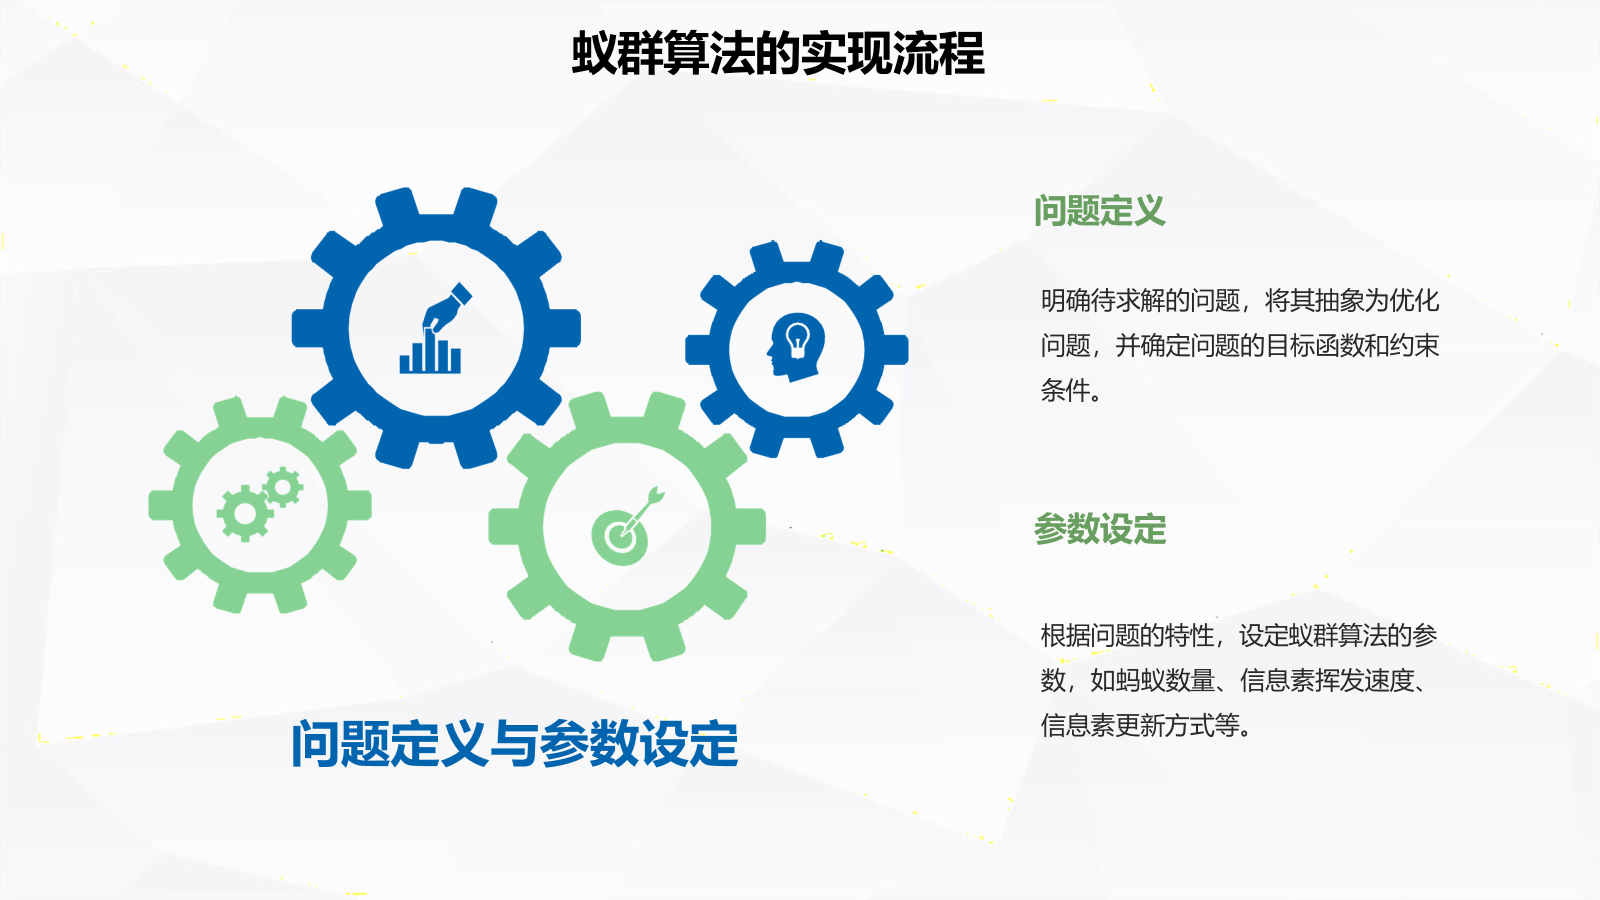 蚁群算法的实现流程
问题定义
明确待求解的问题，将其抽象为优化
问题，并确定问题的目标函数和约束
条件。
参数设定
根据问题的特性，设定蚁群算法的参
数，如蚂蚁数量、信息素挥发速度、
信息素更新方式等。
问题定义与参数设定